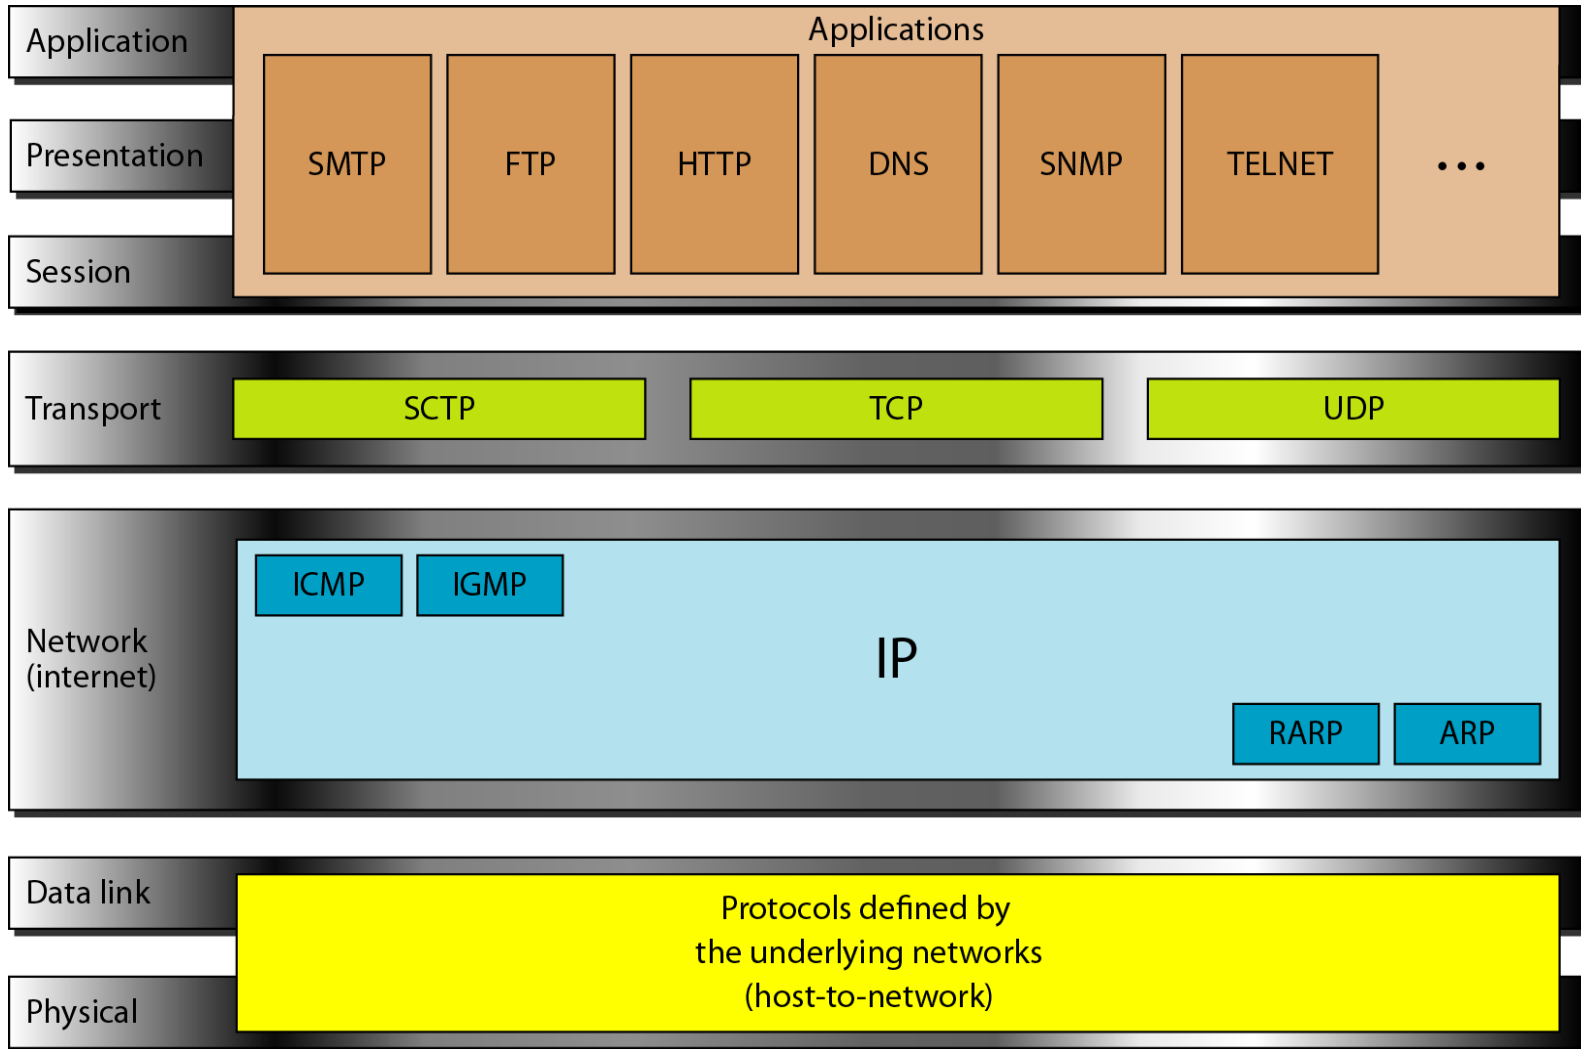 Application
Applications
Presentation
SMTP
FTP
HTTP
DNS
SNMP
TELNET
...
Session
Transport
SCTP
TCP
UDP
Network
(internet)
ICMP
IGMP
IP
RARP
ARP
Data link
Physical
Protocols defined by
the underlying networks
(host-to-network)